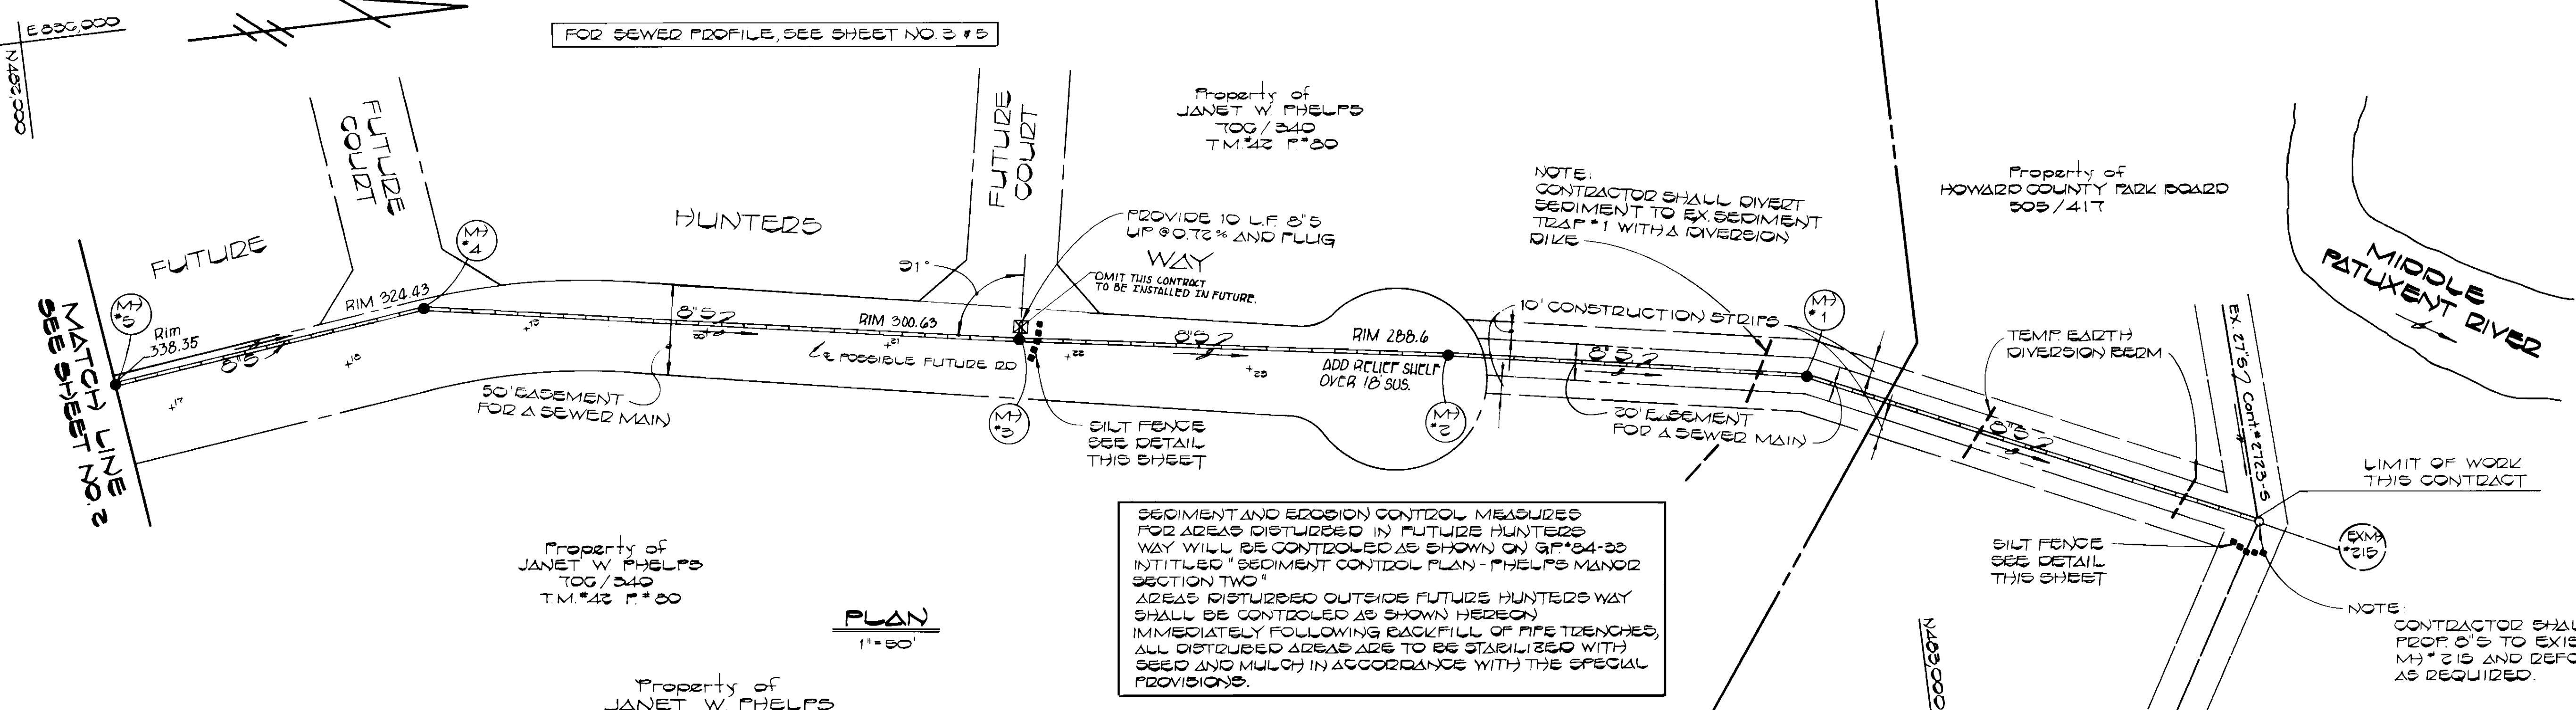 E 836,000
N 482,000
FOR SEWER PROFILE, SEE SHEET NO. 3 # 5
FUTURE
COURT
FUTURE
COURT
Property of
JANET W. PHELPS
706/340
T.M.#42 P.#80
NOTE:
CONTRACTOR SHALL DIVERT
SEDIMENT TO EX. SEDIMENT
TRAP #1 WITH A DIVERSION
DIKE
Property of
HOWARD COUNTY PARK BOARD
505/417
MIDDLE
PATUXENT RIVER
FUTURE
HUNTERS
WAY
MH
#4
PROVIDE 10 L.F. 8"S
UP @ 0.72% AND PLUG
OMIT THIS CONTRACT
TO BE INSTALLED IN FUTURE.
91°
MH
#5
Rim
338.35
RIM 324.43
8"S
8"S
RIM 300.63
8"S
RIM 288.6
ADD RELIEF SHELF
OVER 18" SUS.
10' CONSTRUCTION STRIPS
MH
#1
8"S
TEMP. EARTH
DIVERSION BERM
8"S
EX. 27"S Cont. #2723-S
+17
+18
+19
+21
+22
℄ POSSIBLE FUTURE RD
50' EASEMENT
FOR A SEWER MAIN
MH
#3
SILT FENCE
SEE DETAIL
THIS SHEET
MH
#2
20' EASEMENT
FOR A SEWER MAIN
MATCH LINE
SEE SHEET NO. 2
LIMIT OF WORK
THIS CONTRACT
EXMH
#215
SILT FENCE
SEE DETAIL
THIS SHEET
NOTE:
CONTRACTOR SHAL
PROP. 8"S TO EXIS
MH #215 AND REFO
AS REQUIRED.
N 483,000
SEDIMENT AND EROSION CONTROL MEASURES
FOR AREAS DISTURBED IN FUTURE HUNTERS
WAY WILL BE CONTROLED AS SHOWN ON GP.#84-33
INTITLED "SEDIMENT CONTROL PLAN - PHELPS MANOR
SECTION TWO"
AREAS DISTURBED OUTSIDE FUTURE HUNTERS WAY
SHALL BE CONTROLED AS SHOWN HEREON
IMMEDIATELY FOLLOWING BACKFILL OF PIPE TRENCHES,
ALL DISTRUBED AREAS ARE TO BE STABILIZED WITH
SEED AND MULCH IN ACCORDANCE WITH THE SPECIAL
PROVISIONS.
Property of
JANET W. PHELPS
706/340
T.M.#42 P.#80
PLAN
1"=50'
Property of
JANET W. PHELPS